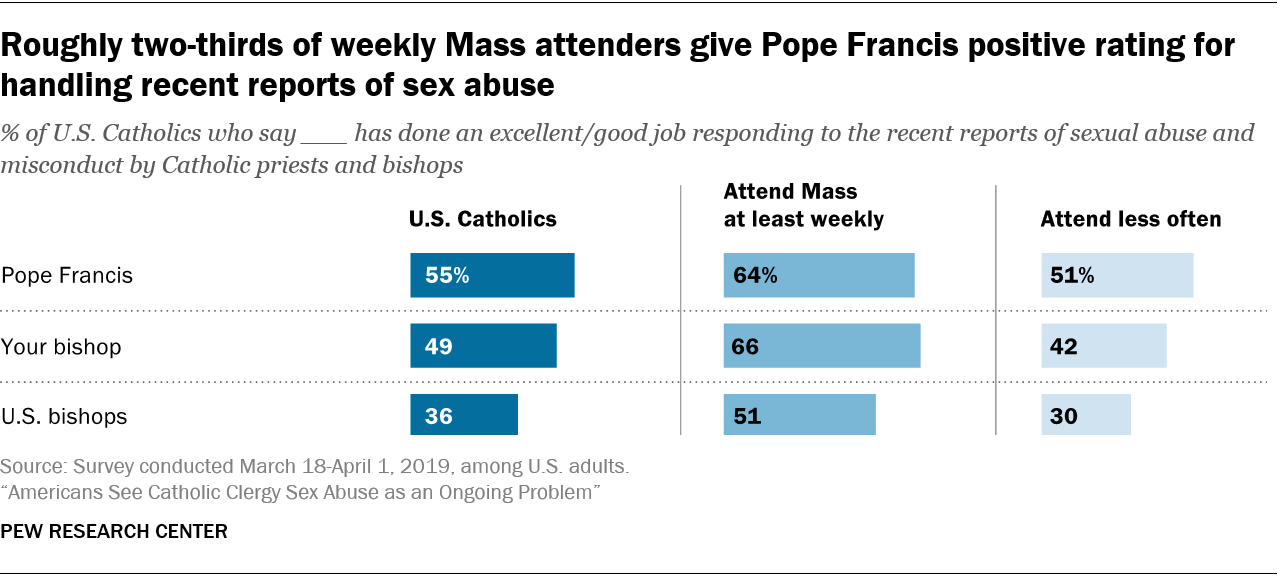 Roughly two-thirds of weekly Mass attenders give Pope Francis positive rating for
handling recent reports of sex abuse
% of U.S. Catholics who say ___ has done an excellent/good job responding to the recent reports of sexual abuse and
misconduct by Catholic priests and bishops
U.S. Catholics
Attend Mass
at least weekly
Attend less often
Pope Francis 55% 64% 51%
Your bishop 49 66 42
U.S. bishops 36 51 30
Source: Survey conducted March 18-April 1, 2019, among U.S. adults.
“Americans See Catholic Clergy Sex Abuse as an Ongoing Problem”
PEW RESEARCH CENTER